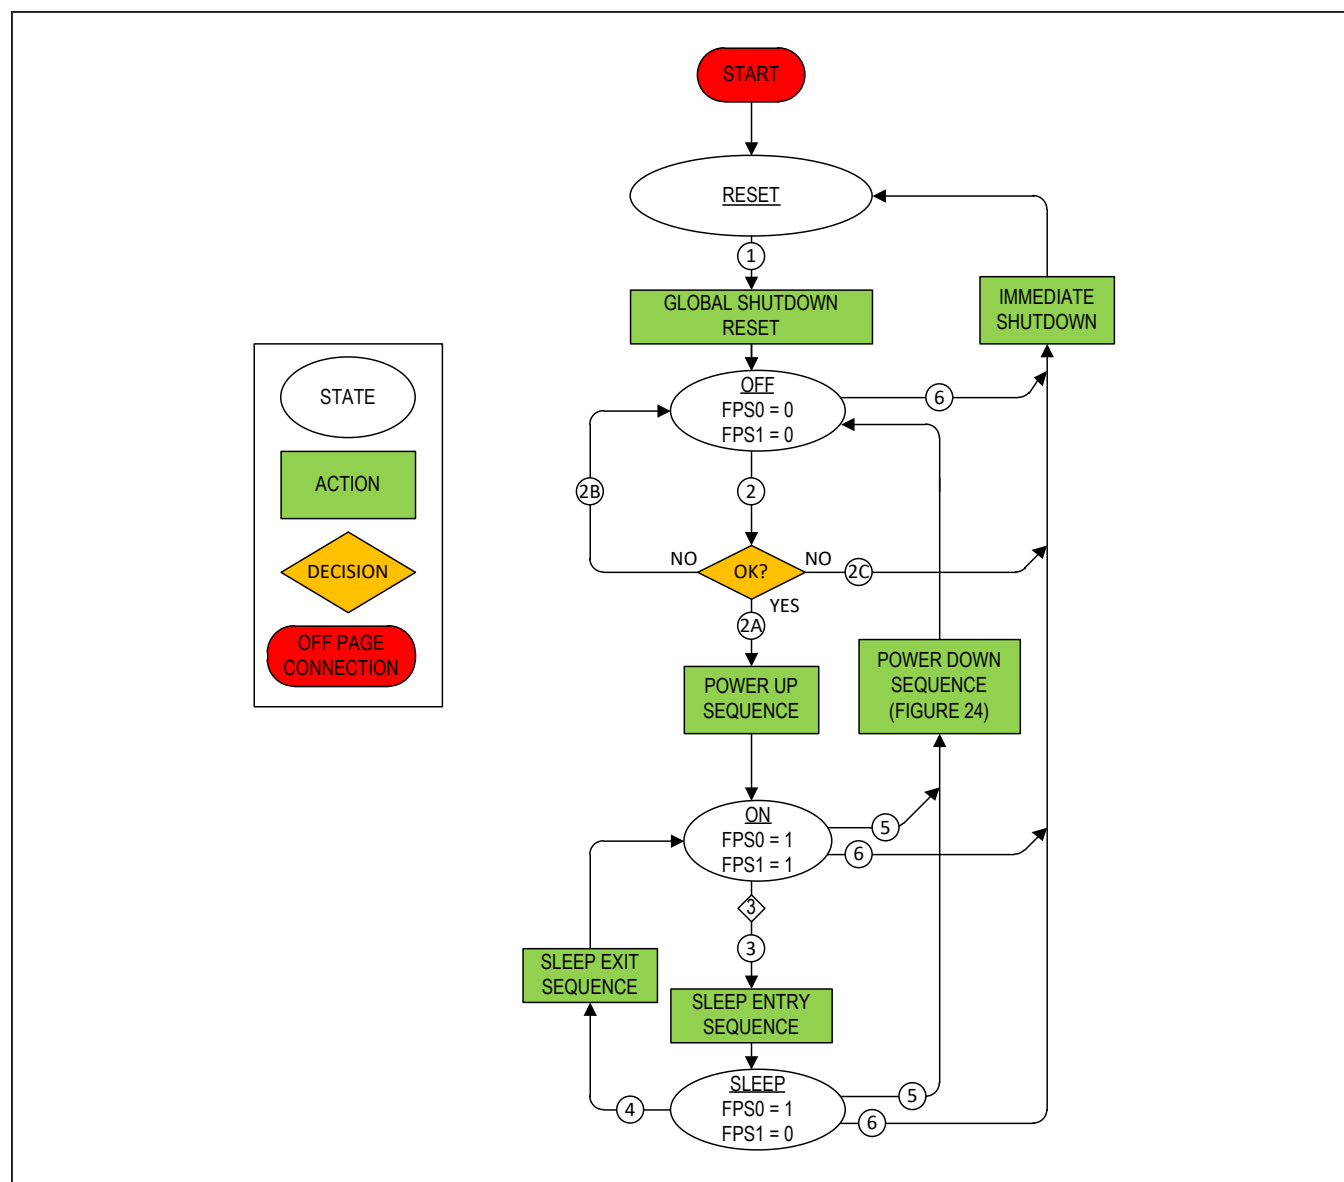 START
RESET
1
GLOBAL SHUTDOWN
RESET
IMMEDIATE
SHUTDOWN
STATE
ACTION
DECISION
OFF PAGE
CONNECTION
OFF
FPS0 = 0
FPS1 = 0
6
2B
2
NO
OK?
NO
2C
YES
2A
POWER UP
SEQUENCE
POWER DOWN
SEQUENCE
(FIGURE 24)
ON
FPS0 = 1
FPS1 = 1
5
6
3
3
SLEEP EXIT
SEQUENCE
SLEEP ENTRY
SEQUENCE
SLEEP
FPS0 = 1
FPS1 = 0
4
5
6